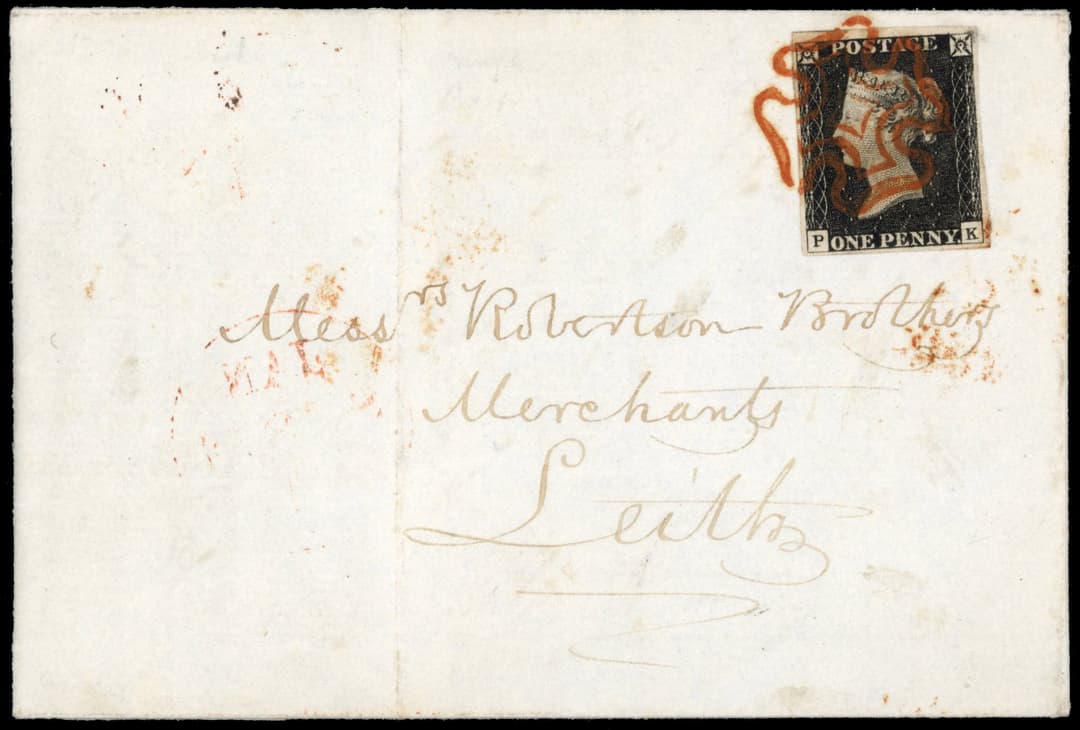 POSTAGE
P ONE PENNY. K
Messrs Robertson Brothers
Merchants
Leith